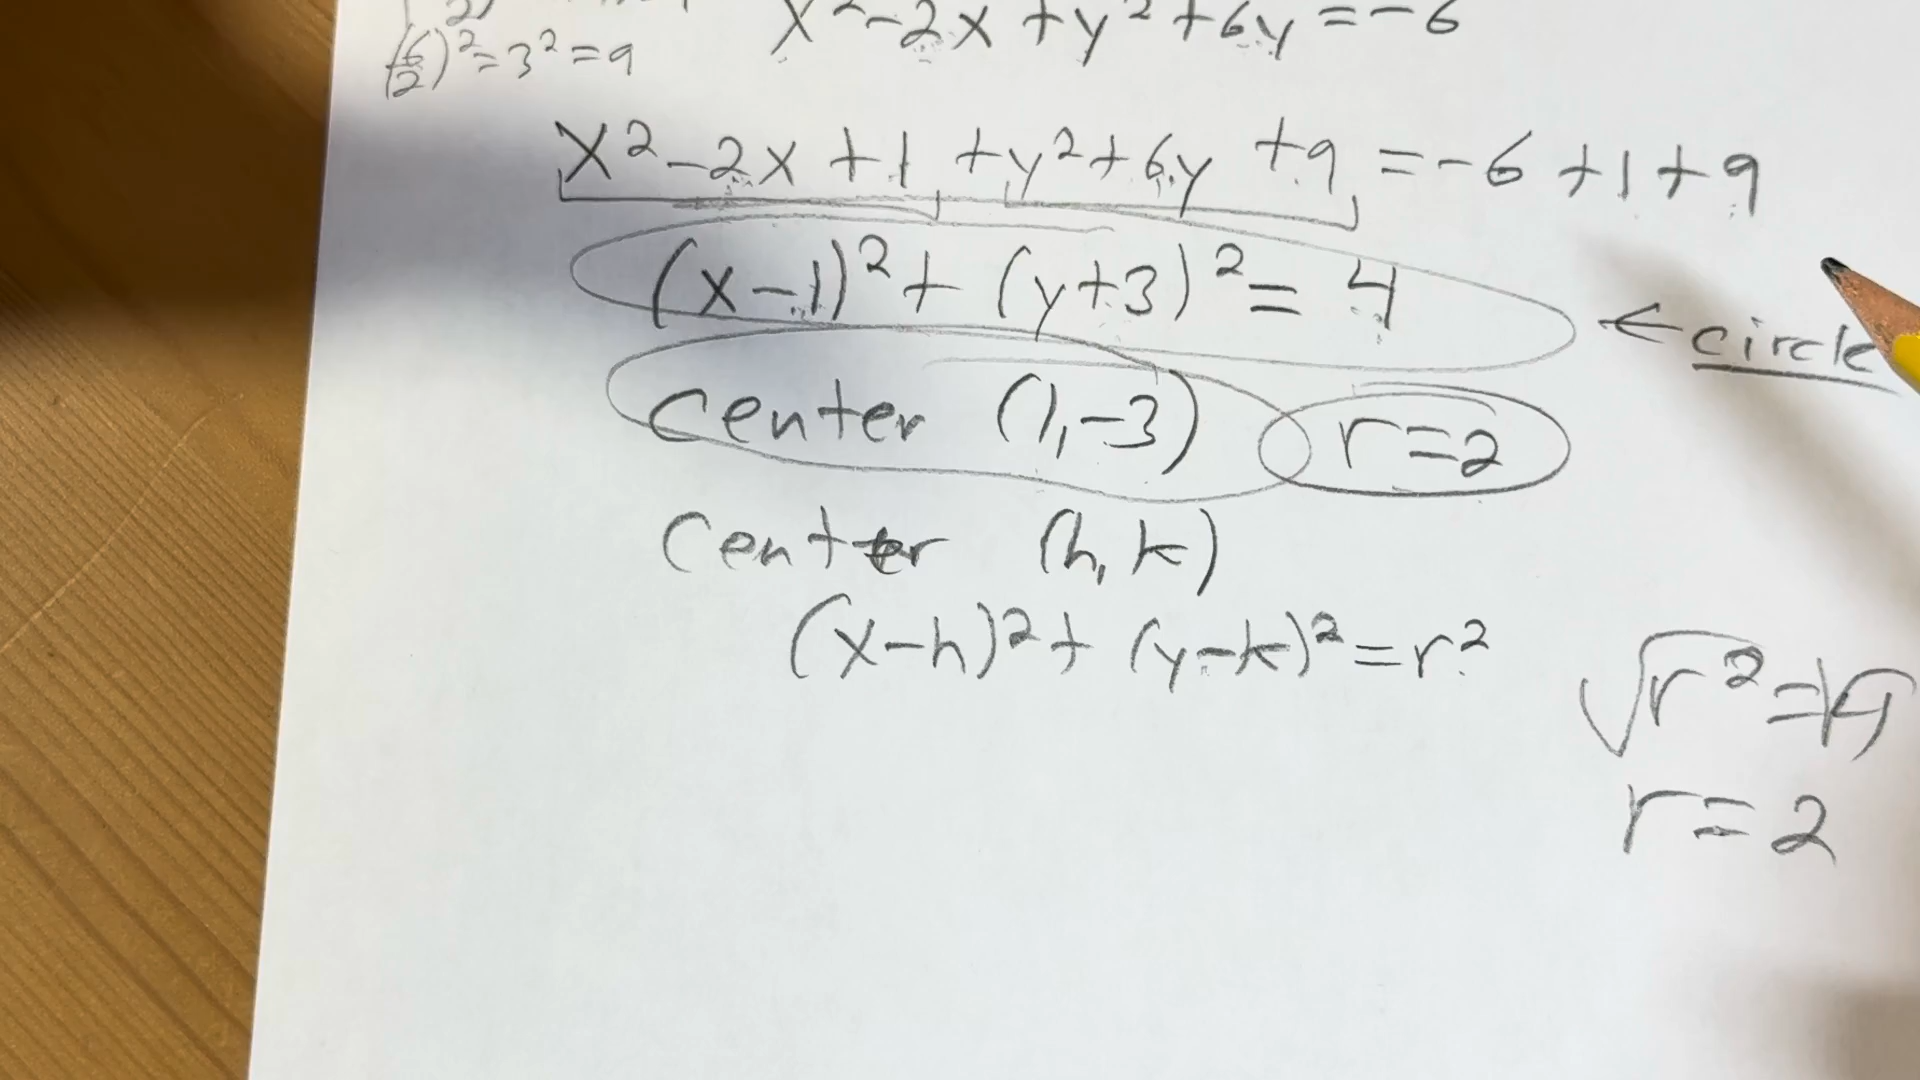 x²-2x+y²+6y=-6
(6/2)²=3²=9
x²-2x+1+y²+6y+9=-6+1+9
(x-1)²+(y+3)²=4
← circle
center (1,-3) r=2
center (h,k)
(x-h)²+(y-k)²=r²
√r²=√4
r=2